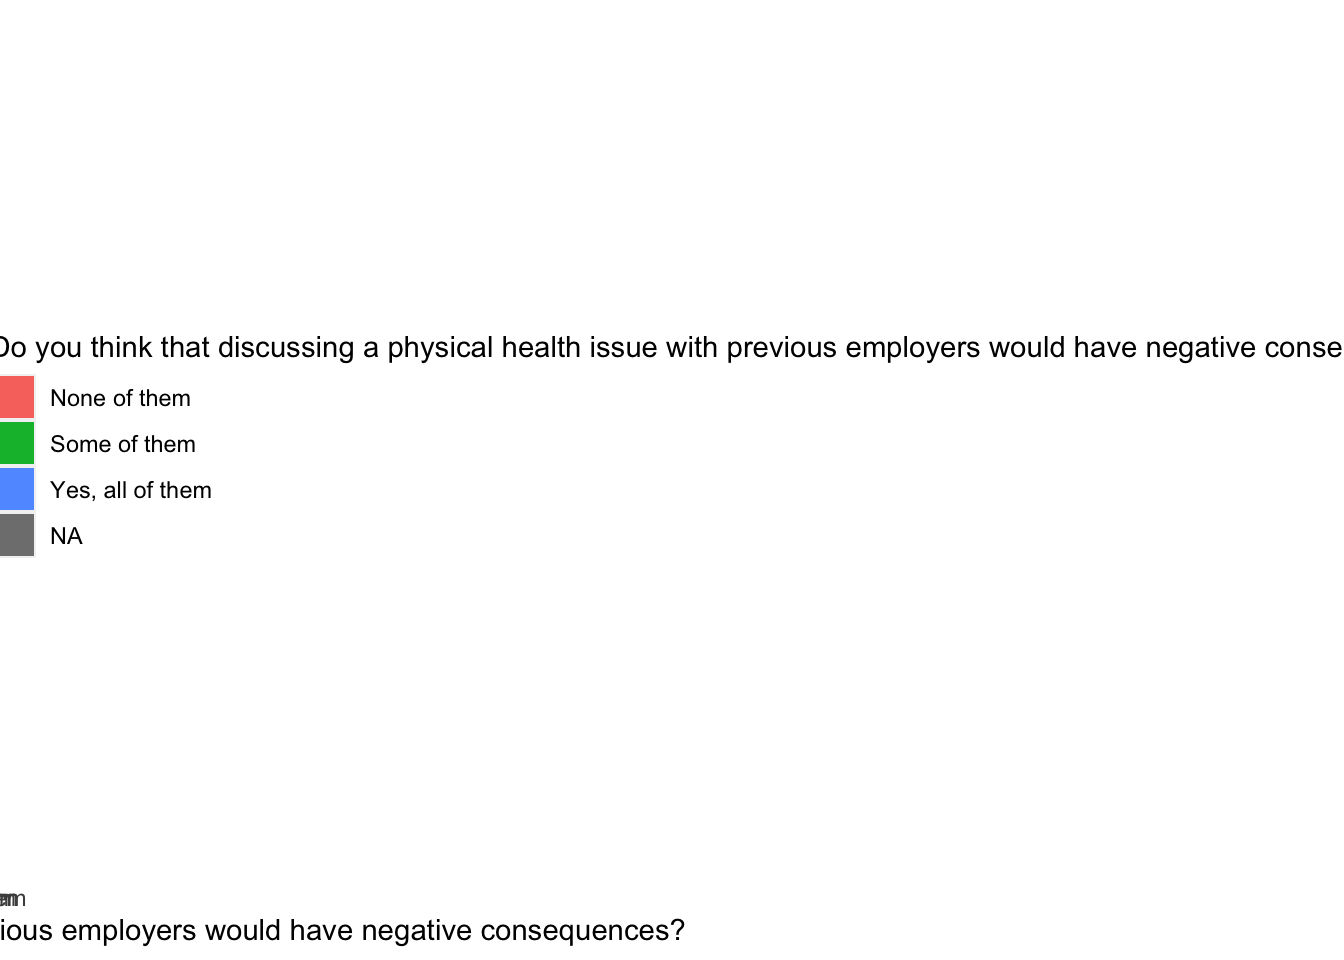 Do you think that discussing a physical health issue with previous employers would have negative conse
None of them
Some of them
Yes, all of them
NA
ious employers would have negative consequences?